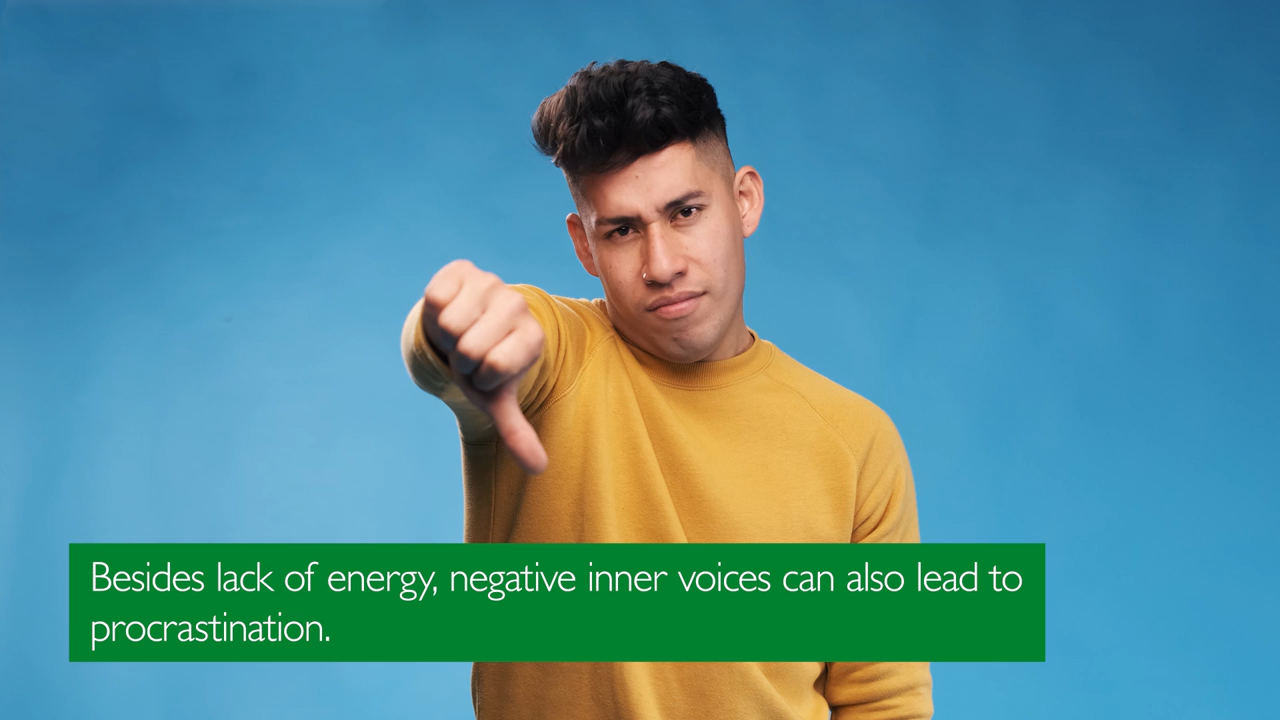 Besides lack of energy, negative inner voices can also lead to
procrastination.